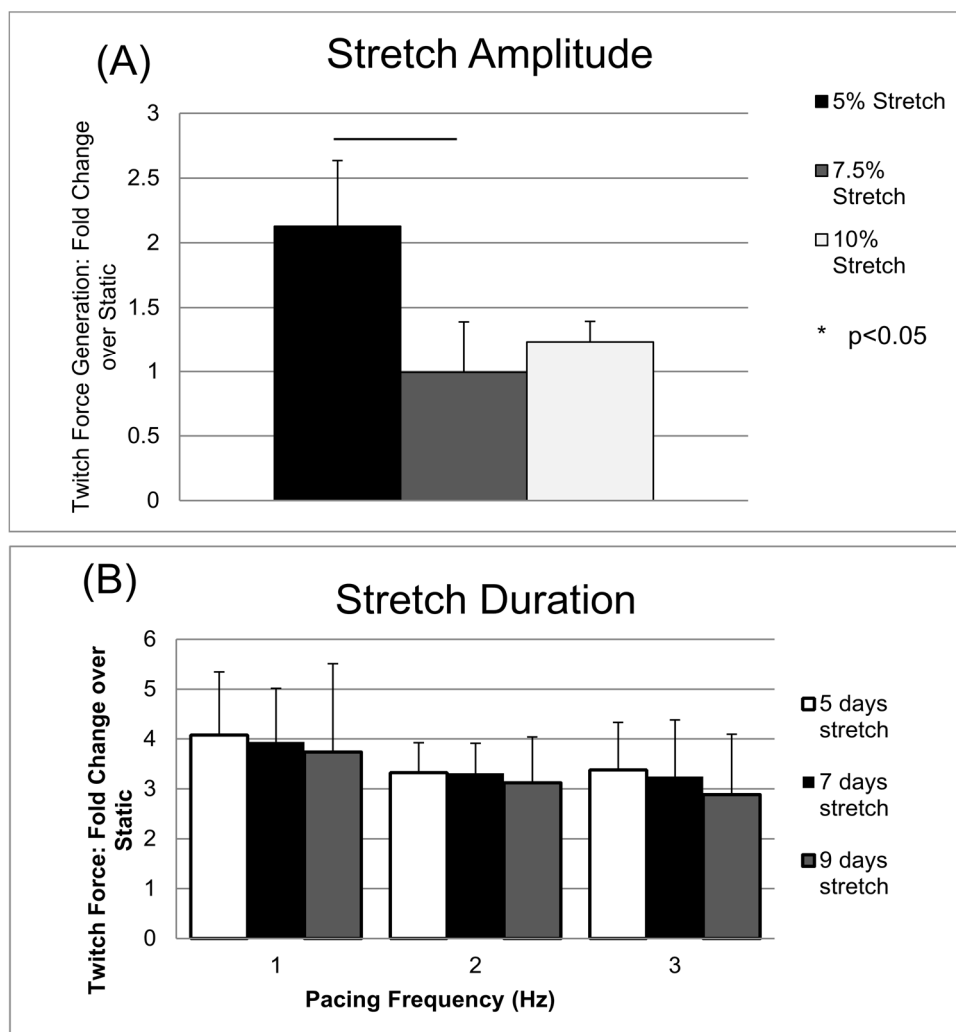 (A)
Stretch Amplitude
Twitch Force Generation: Fold Change
over Static
3
2.5
2
1.5
1
0.5
0
5% Stretch
7.5%
Stretch
10%
Stretch
* p<0.05
(B)
Stretch Duration
Twitch Force: Fold Change over
Static
6
5
4
3
2
1
0
1
2
3
Pacing Frequency (Hz)
5 days
stretch
7 days
stretch
9 days
stretch